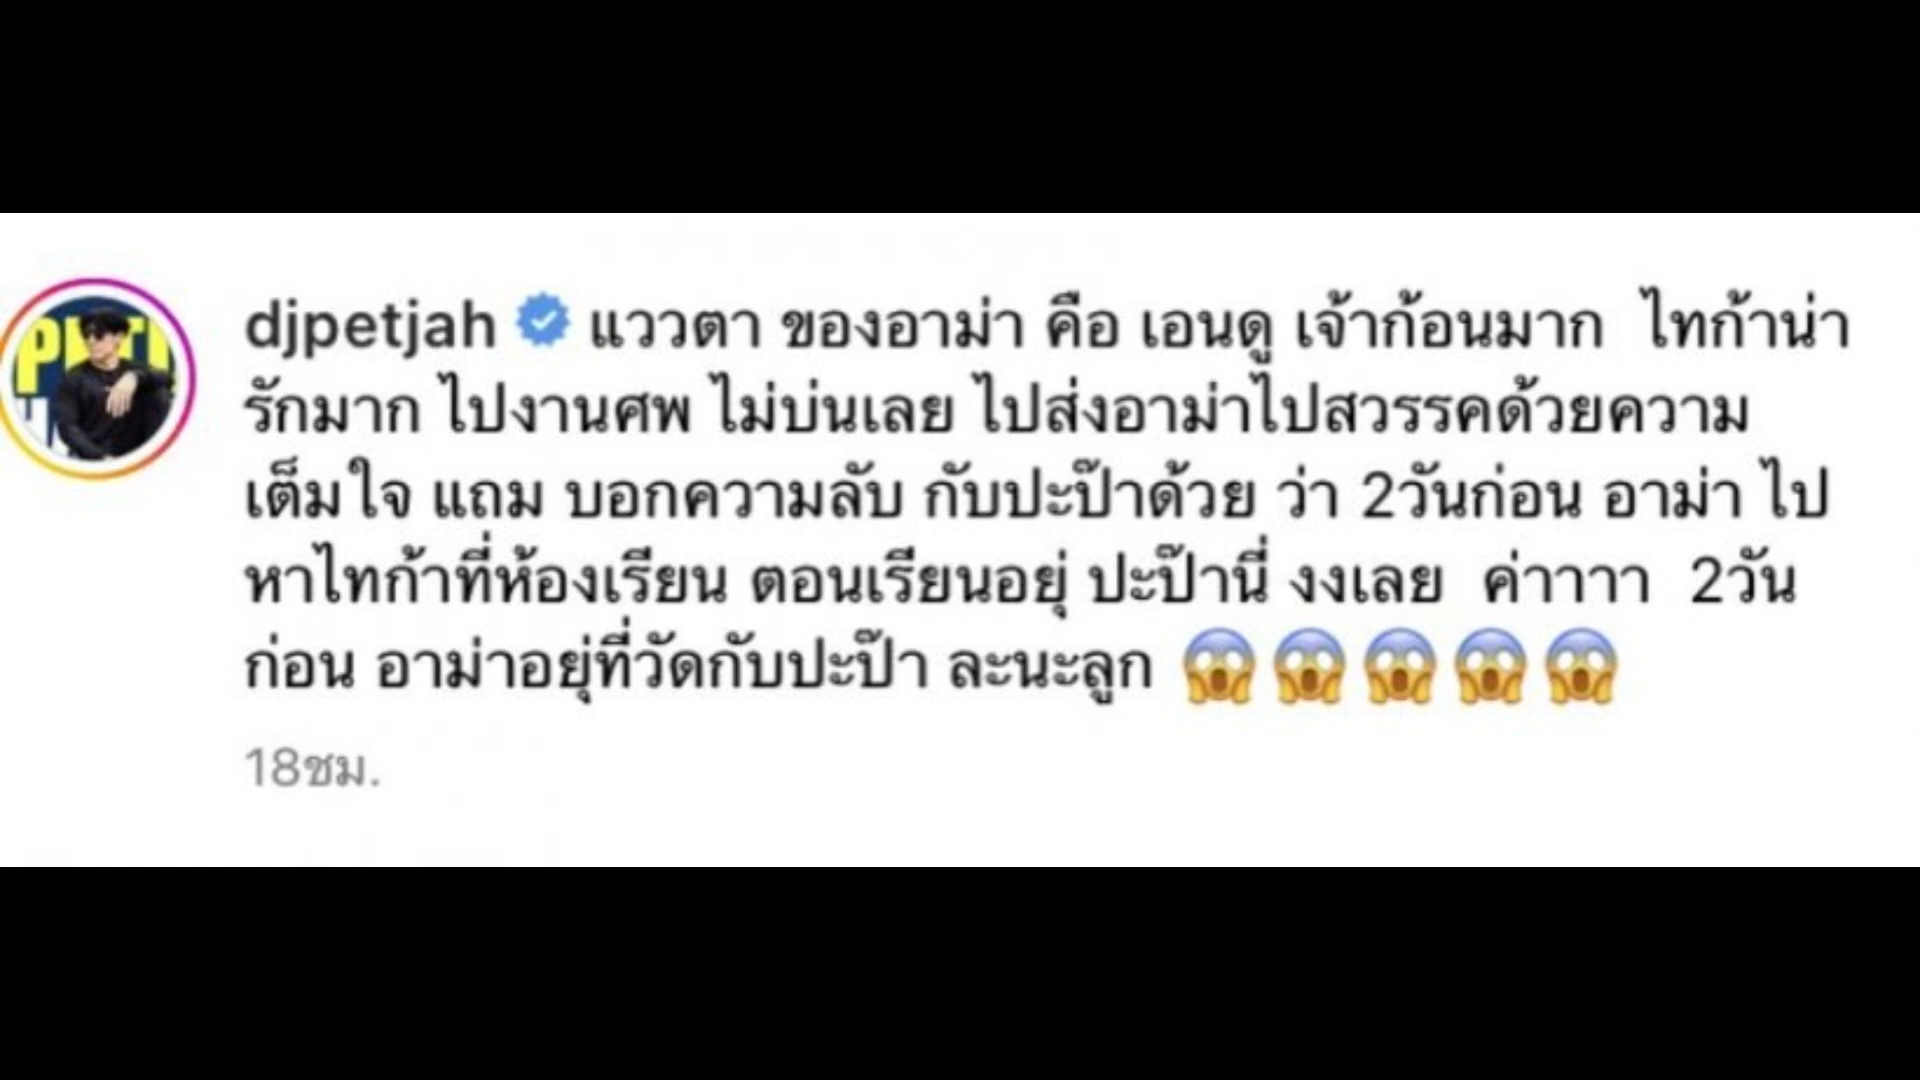 djpetjah แววตา ของอาม่า คือ เอนดู เจ้าก้อนมาก ไทก้าน่า
รักมาก ไปงานศพ ไม่บ่นเลย ไปส่งอาม่าไปสวรรคด้วยความ
เต็มใจ แถม บอกความลับ กับปะป๊าด้วย ว่า 2วันก่อน อาม่า ไป
หาไทก้าที่ห้องเรียน ตอนเรียนอยุ่ ปะป๊านี่ งงเลย ค่าาาา 2วัน
ก่อน อาม่าอยุ่ที่วัดกับปะป๊า ละนะลูก 😱😱😱😱😱
18ชม.